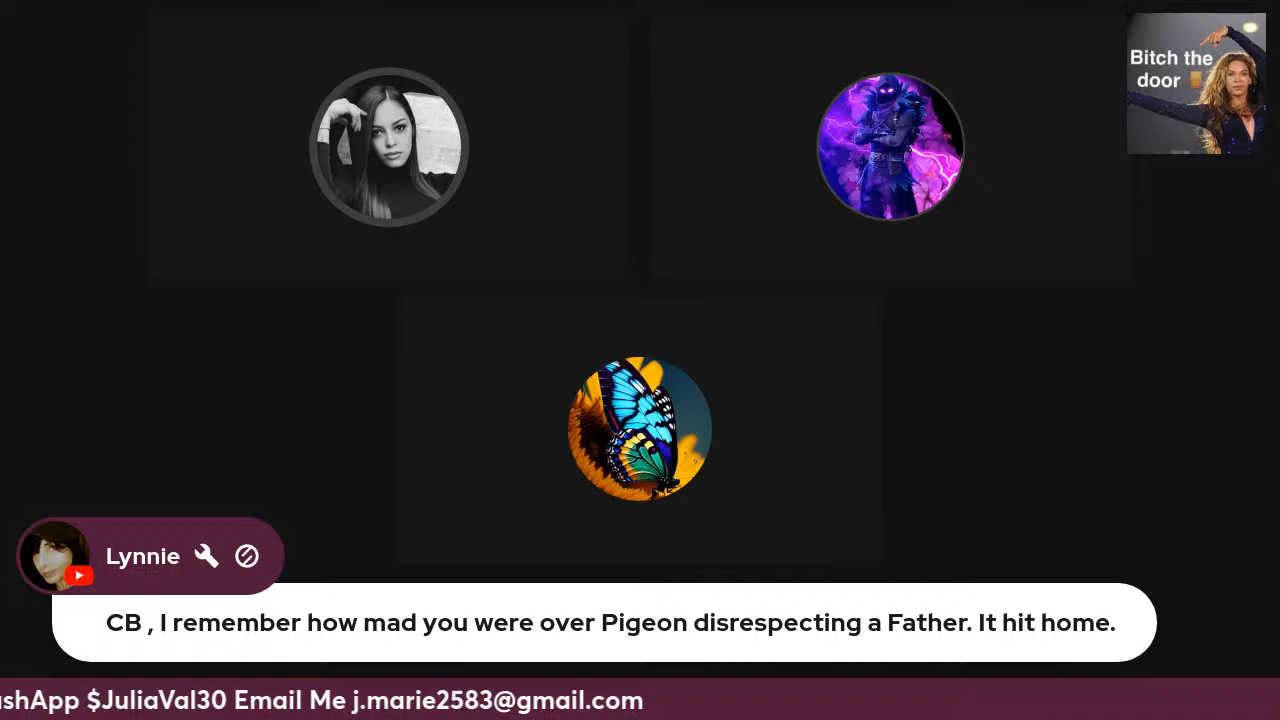 Bitch the
door
Lynnie
CB , I remember how mad you were over Pigeon disrespecting a Father. It hit home.
ashApp $JuliaVal30 Email Me j.marie2583@gmail.com